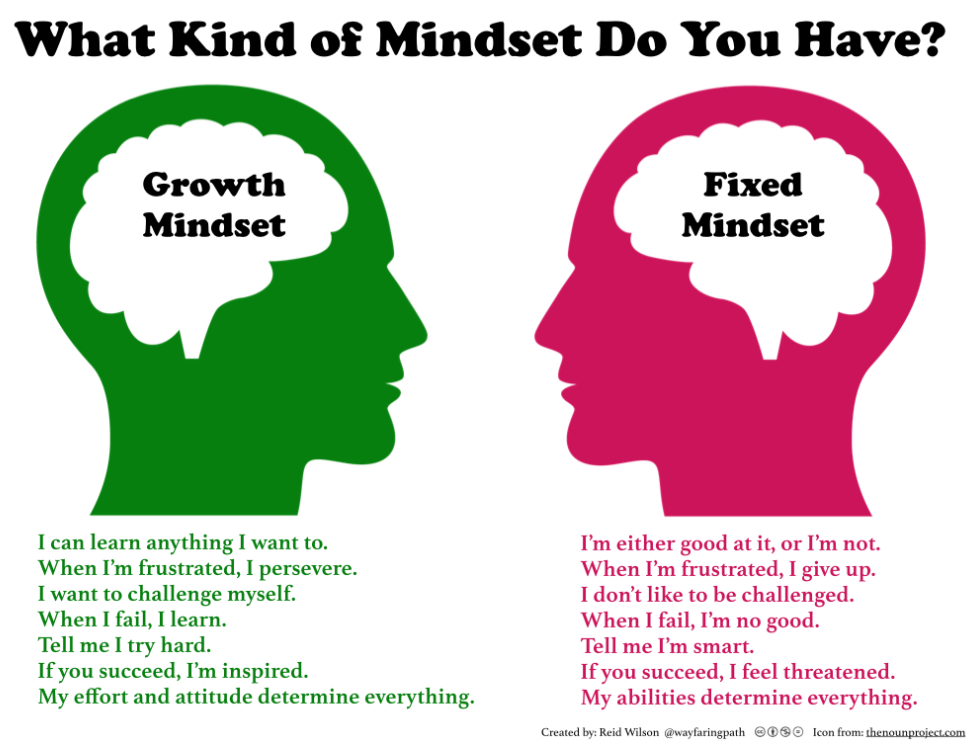 What Kind of Mindset Do You Have?
Growth
Mindset
Fixed
Mindset
I can learn anything I want to.
When I'm frustrated, I persevere.
I want to challenge myself.
When I fail, I learn.
Tell me I try hard.
If you succeed, I'm inspired.
My effort and attitude determine everything.
I'm either good at it, or I'm not.
When I'm frustrated, I give up.
I don't like to be challenged.
When I fail, I'm no good.
Tell me I'm smart.
If you succeed, I feel threatened.
My abilities determine everything.
Created by: Reid Wilson @wayfaringpath Icon from: thenounproject.com